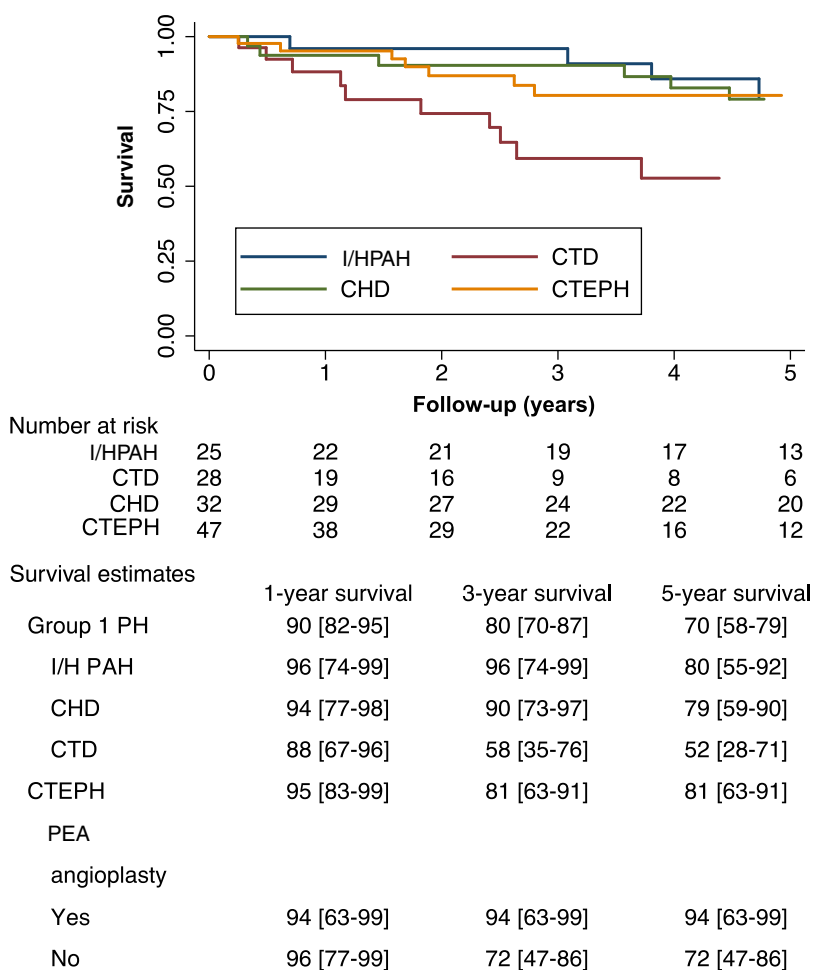 1.00
0.75
0.50
0.25
0.00
Survival
I/HPAH CTD
CHD CTEPH
0 1 2 3 4 5
Follow-up (years)
Number at risk
I/HPAH 25 22 21 19 17 13
CTD 28 19 16 9 8 6
CHD 32 29 27 24 22 20
CTEPH 47 38 29 22 16 12
Survival estimates
1-year survival 3-year survival 5-year survival
Group 1 PH 90 [82-95] 80 [70-87] 70 [58-79]
I/H PAH 96 [74-99] 96 [74-99] 80 [55-92]
CHD 94 [77-98] 90 [73-97] 79 [59-90]
CTD 88 [67-96] 58 [35-76] 52 [28-71]
CTEPH 95 [83-99] 81 [63-91] 81 [63-91]
PEA
angioplasty
Yes 94 [63-99] 94 [63-99] 94 [63-99]
No 96 [77-99] 72 [47-86] 72 [47-86]